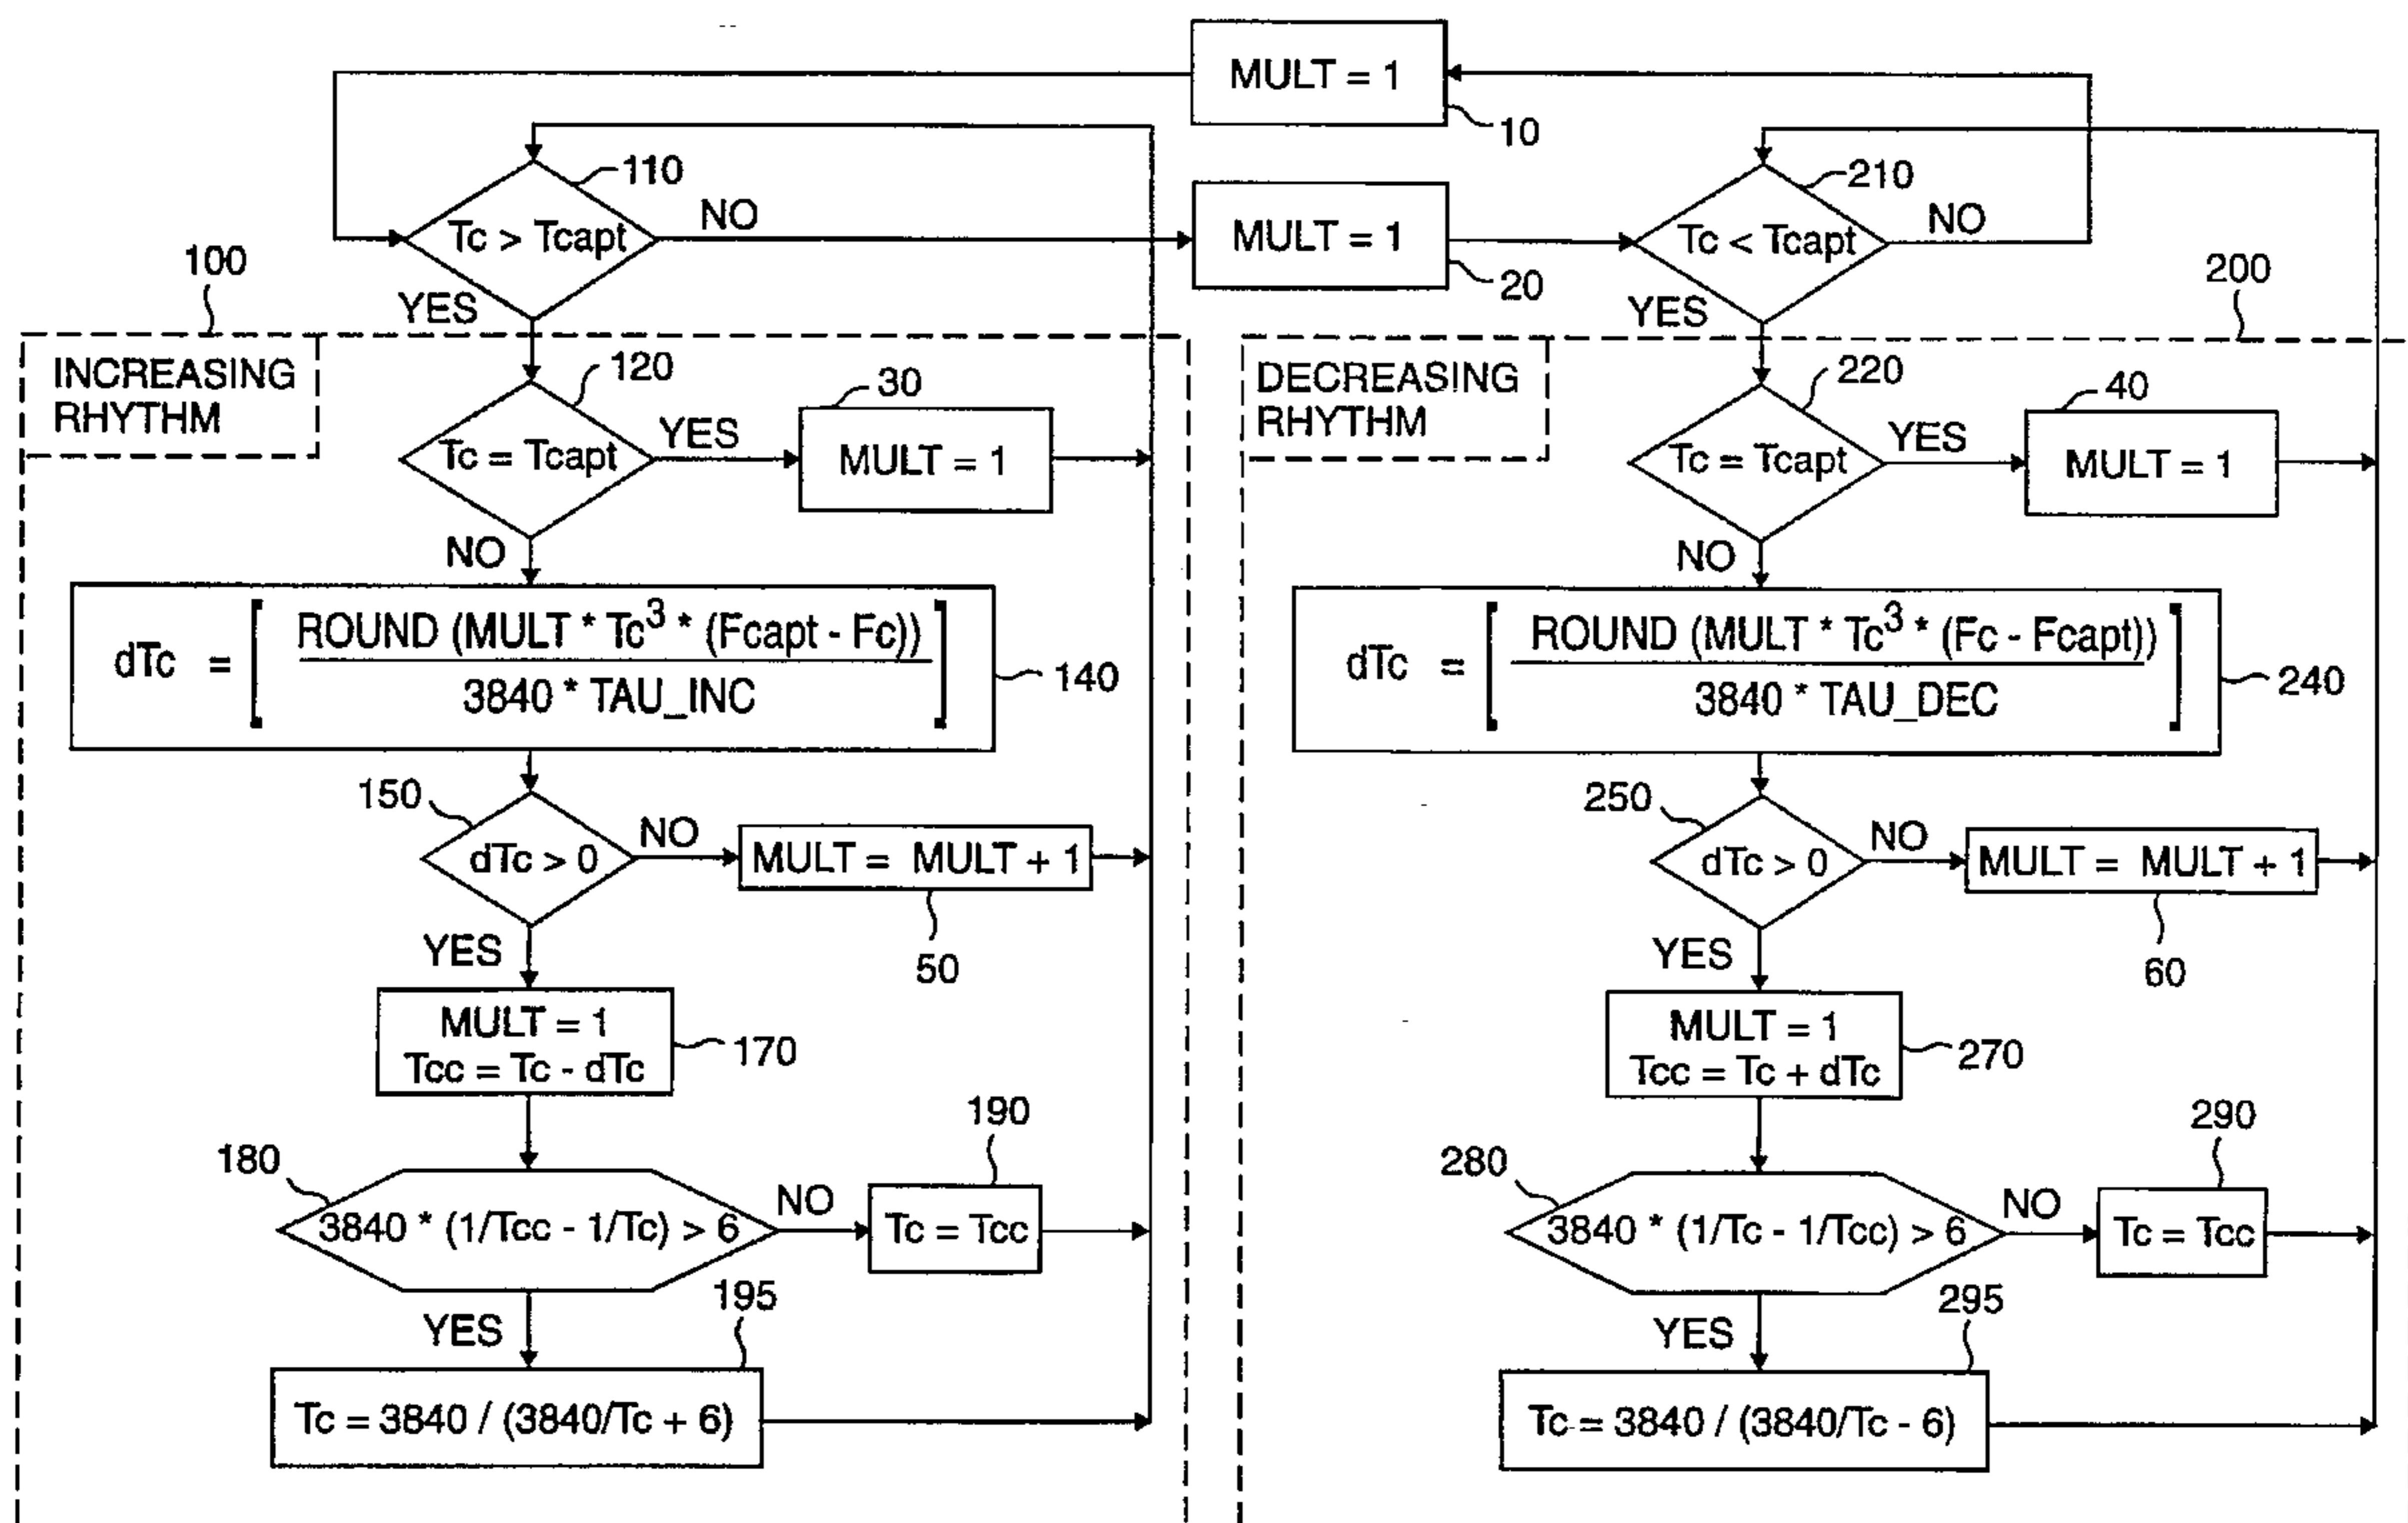 MULT = 1
10
110
Tc > Tcapt
NO
YES
MULT = 1
20
210
Tc < Tcapt
NO
YES
100
INCREASING
RHYTHM
120
Tc = Tcapt
YES
NO
30
MULT = 1
dTc = [ ROUND (MULT * Tc³ * (Fcapt - Fc))
3840 * TAU_INC ]
140
150
dTc > 0
NO
MULT = MULT + 1
50
YES
MULT = 1
Tcc = Tc - dTc
170
180
3840 * (1/Tcc - 1/Tc) > 6
NO
190
Tc = Tcc
YES
195
Tc = 3840 / (3840/Tc + 6)
200
DECREASING
RHYTHM
220
Tc = Tcapt
YES
NO
40
MULT = 1
dTc = [ ROUND (MULT * Tc³ * (Fc - Fcapt))
3840 * TAU_DEC ]
240
250
dTc > 0
NO
MULT = MULT + 1
60
YES
MULT = 1
Tcc = Tc + dTc
270
280
3840 * (1/Tc - 1/Tcc) > 6
NO
290
Tc = Tcc
YES
295
Tc = 3840 / (3840/Tc - 6)